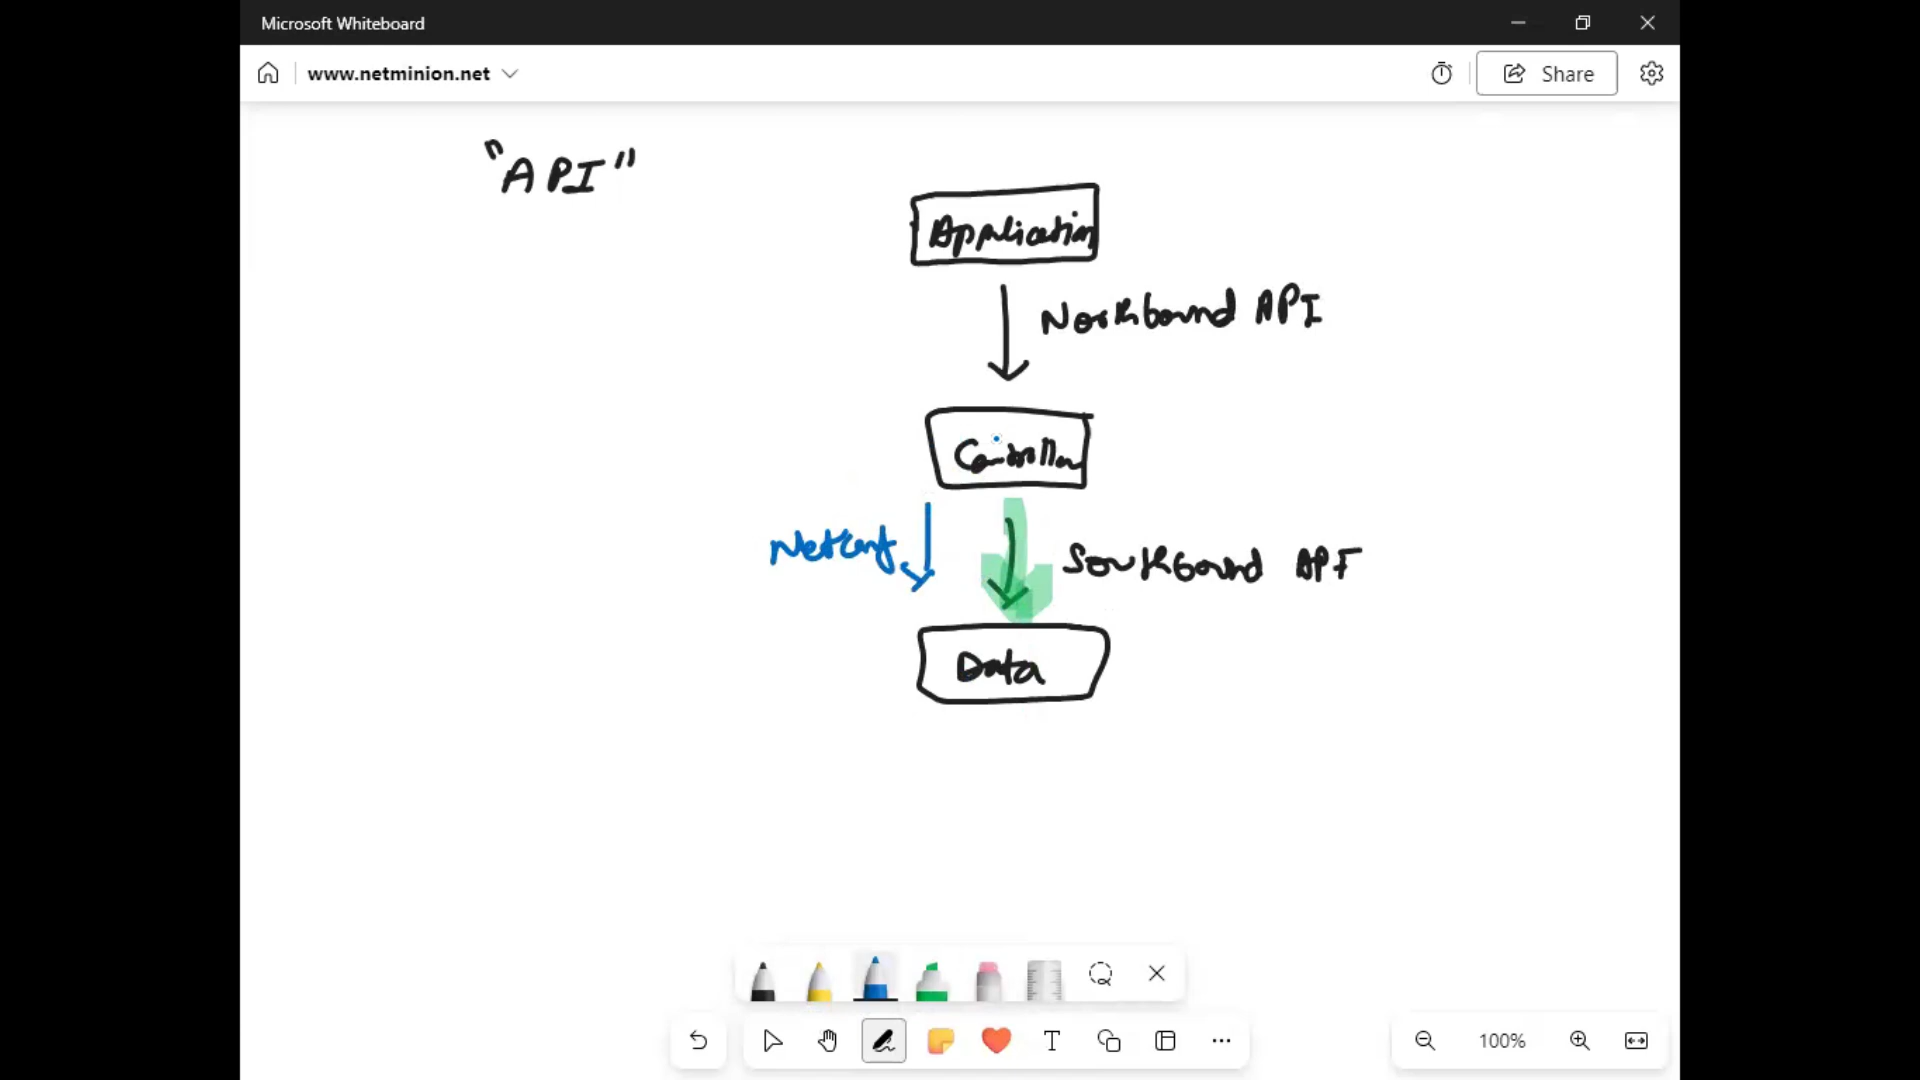 Microsoft Whiteboard
www.netminion.net
Share
"API"
Application
Northbound API
Controller
Netconf
Southbound API
Data
T
100%